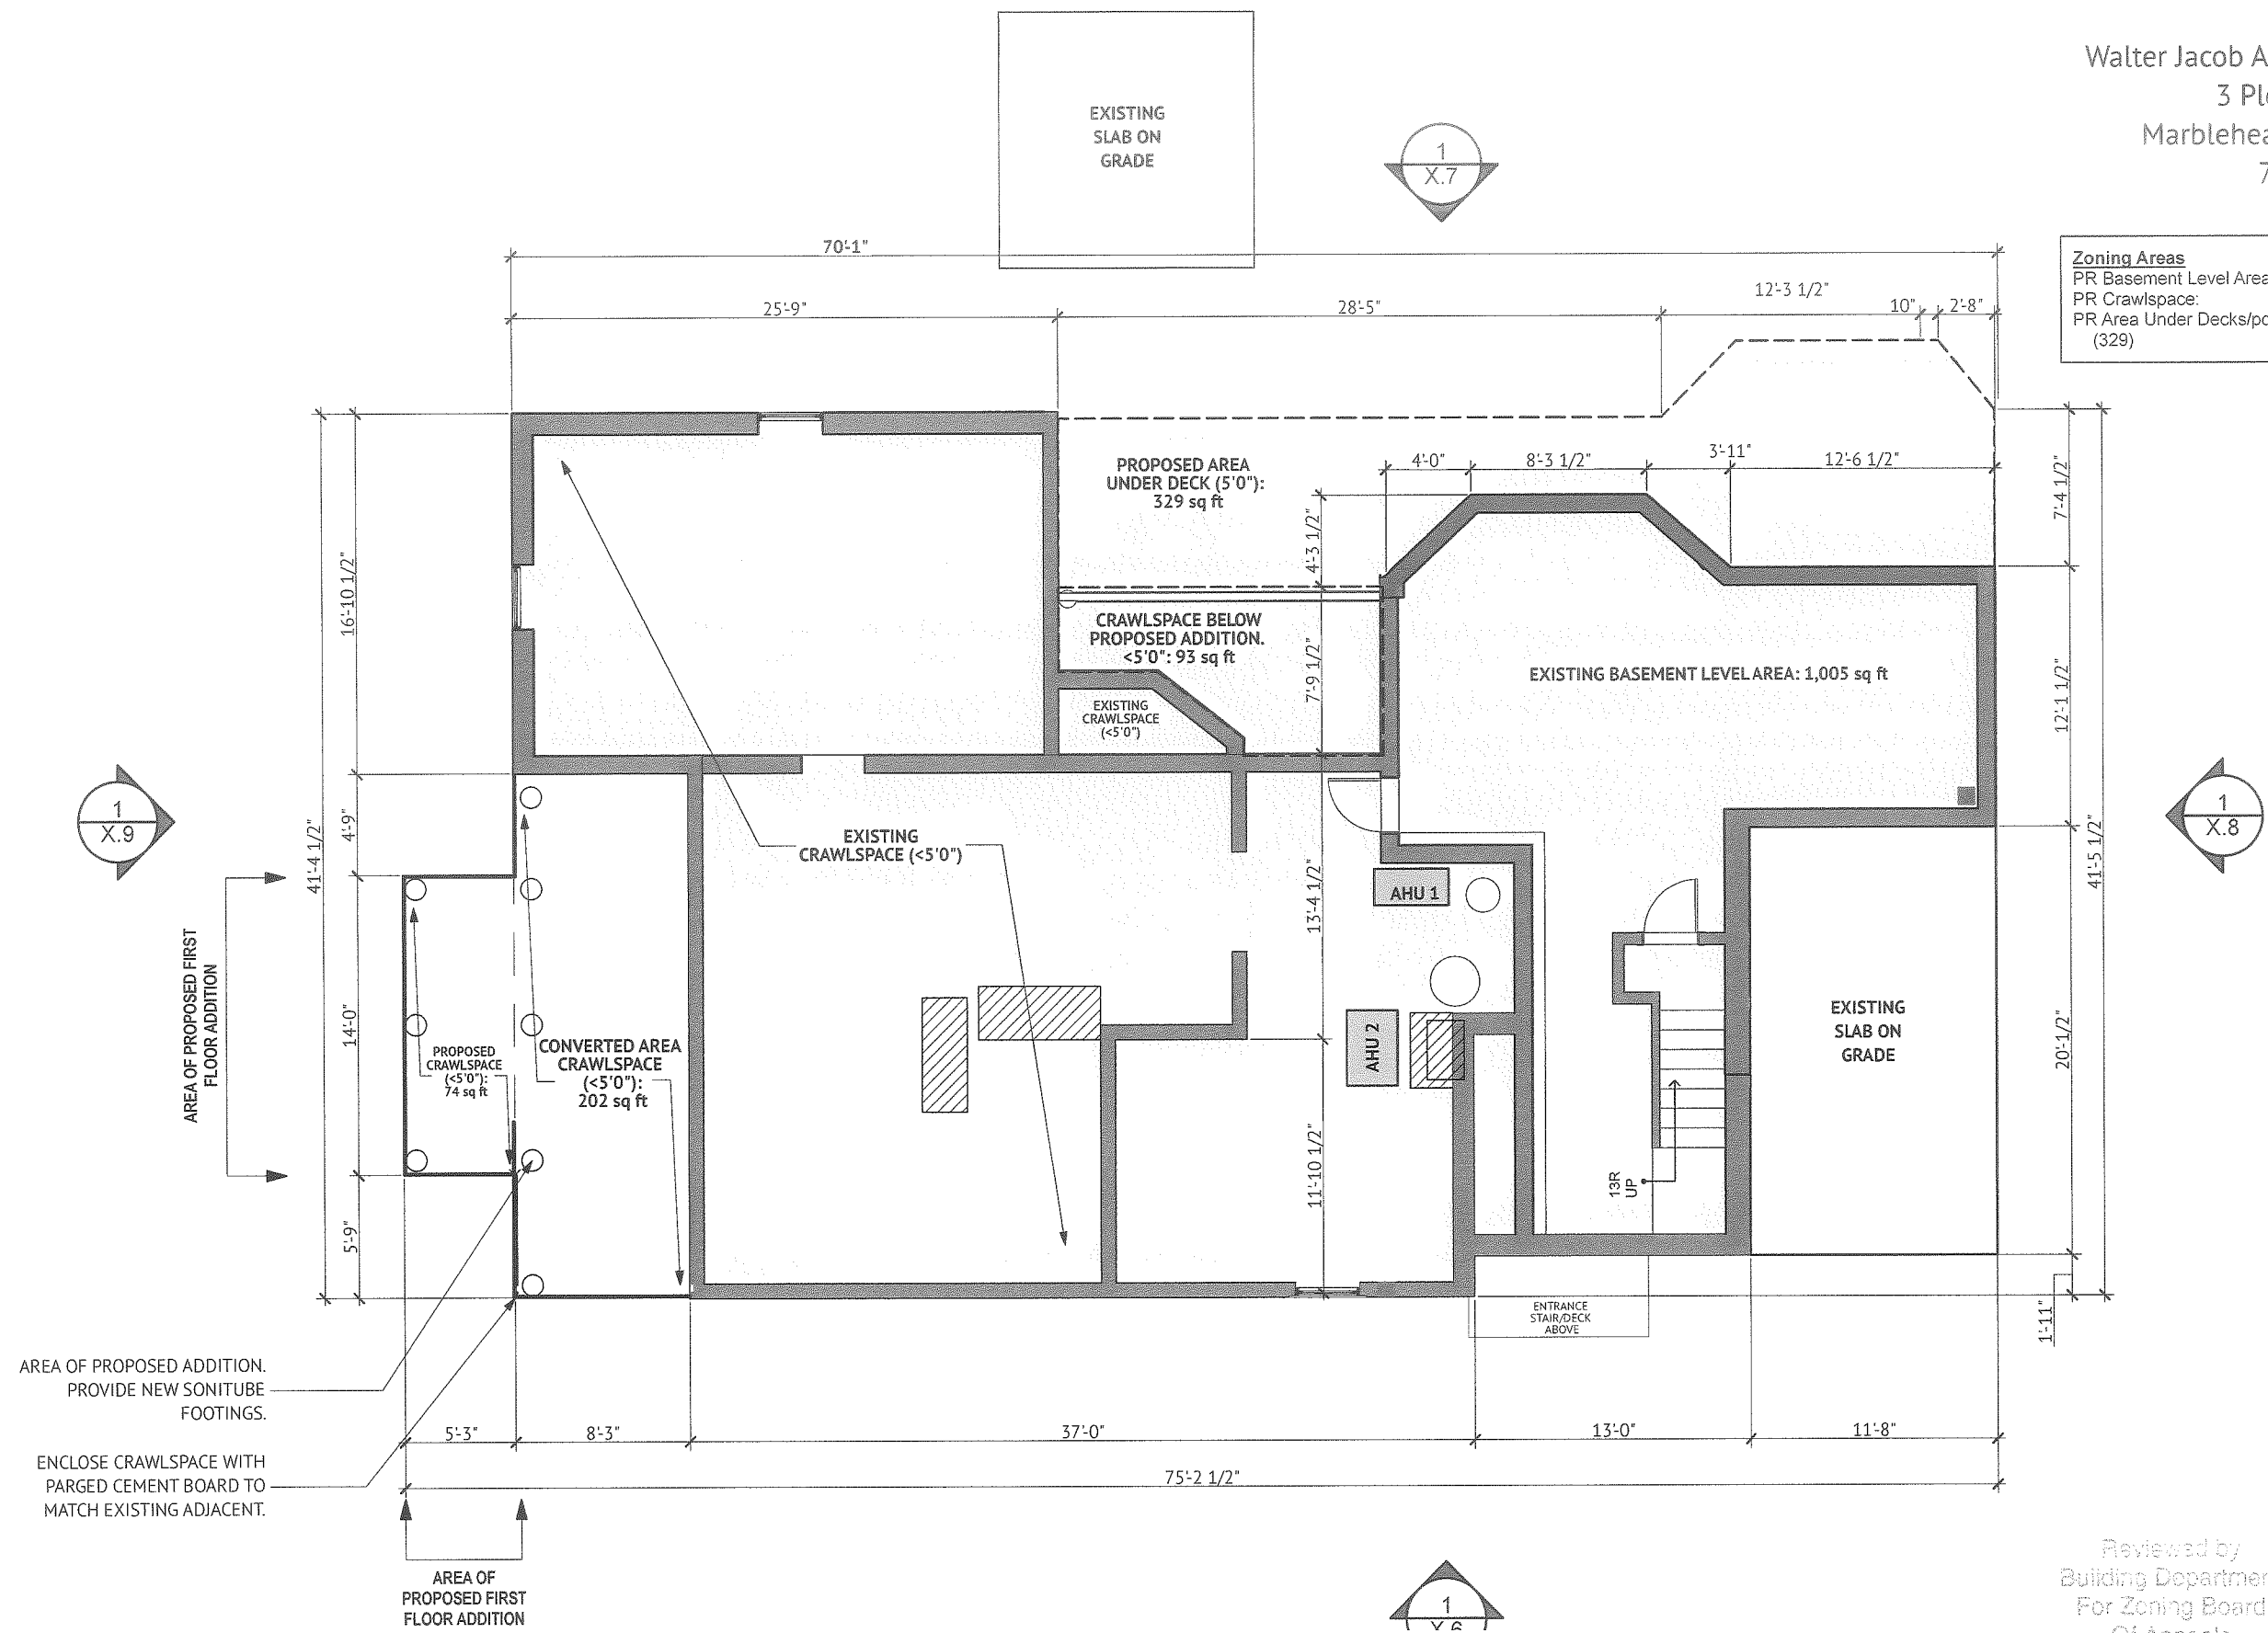 Walter Jacob A
3 Pl
Marblehea
7
EXISTING
SLAB ON
GRADE
1
X.7
Zoning Areas
PR Basement Level Area
PR Crawlspace:
PR Area Under Decks/po
(329)
70'-1"
25'-9"
28'-5"
12'-3 1/2"
10"
2'-8"
PROPOSED AREA
UNDER DECK (5'0"):
329 sq ft
4'-0"
8'-3 1/2"
3'-11"
12'-6 1/2"
7'-4 1/2"
4'-3 1/2"
16'-10 1/2"
CRAWLSPACE BELOW
PROPOSED ADDITION.
<5'0": 93 sq ft
7'-9 1/2"
EXISTING BASEMENT LEVEL AREA: 1,005 sq ft
12'-1 1/2"
EXISTING
CRAWLSPACE
(<5'0")
1
X.9
41'-4 1/2"
4'-9"
EXISTING
CRAWLSPACE (<5'0")
1
X.8
41'-5 1/2"
13'-4 1/2"
AHU 1
AREA OF PROPOSED FIRST
FLOOR ADDITION
14'-0"
PROPOSED
CRAWLSPACE
(<5'0"):
74 sq ft
CONVERTED AREA
CRAWLSPACE
(<5'0"):
202 sq ft
AHU 2
EXISTING
SLAB ON
GRADE
20'-1/2"
11'-10 1/2"
13R
UP
5'-9"
ENTRANCE
STAIR/DECK
ABOVE
1'-11"
AREA OF PROPOSED ADDITION.
PROVIDE NEW SONITUBE
FOOTINGS.
5'-3"
8'-3"
37'-0"
13'-0"
11'-8"
ENCLOSE CRAWLSPACE WITH
PARGED CEMENT BOARD TO
MATCH EXISTING ADJACENT.
75'-2 1/2"
AREA OF
PROPOSED FIRST
FLOOR ADDITION
1
X.6
Reviewed by
Building Departmen
For Zoning Board
Of Appeals